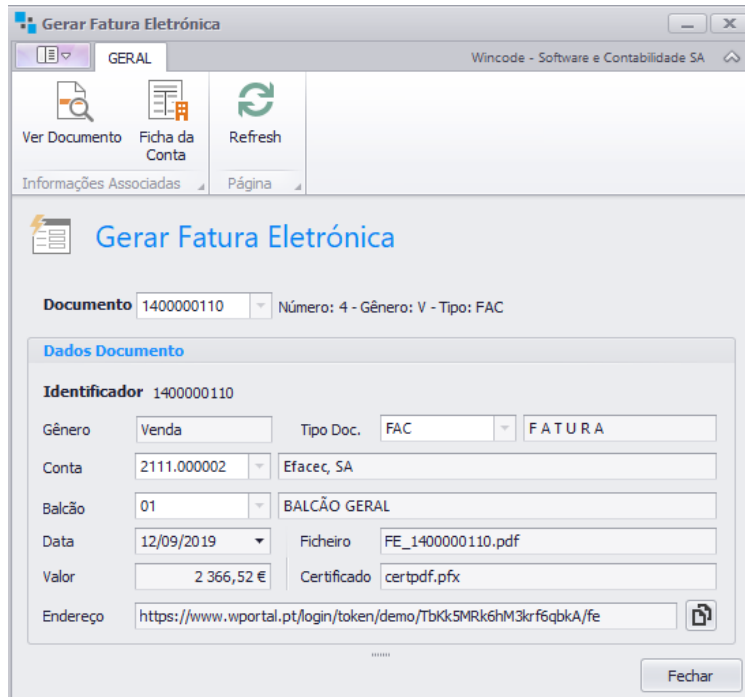 Gerar Fatura Eletrónica
GERAL
Wincode - Software e Contabilidade SA
Ver Documento
Ficha da Conta
Refresh
Informações Associadas
Página
Gerar Fatura Eletrónica
Documento 1400000110 Número: 4 - Gênero: V - Tipo: FAC
Dados Documento
Identificador 1400000110
Gênero Venda Tipo Doc. FAC F A T U R A
Conta 2111.000002 Efacec, SA
Balcão 01 BALCÃO GERAL
Data 12/09/2019 Ficheiro FE_1400000110.pdf
Valor 2 366,52 € Certificado certpdf.pfx
Endereço https://www.wportal.pt/login/token/demo/TbKk5MRk6hM3krf6qbkA/fe
Fechar